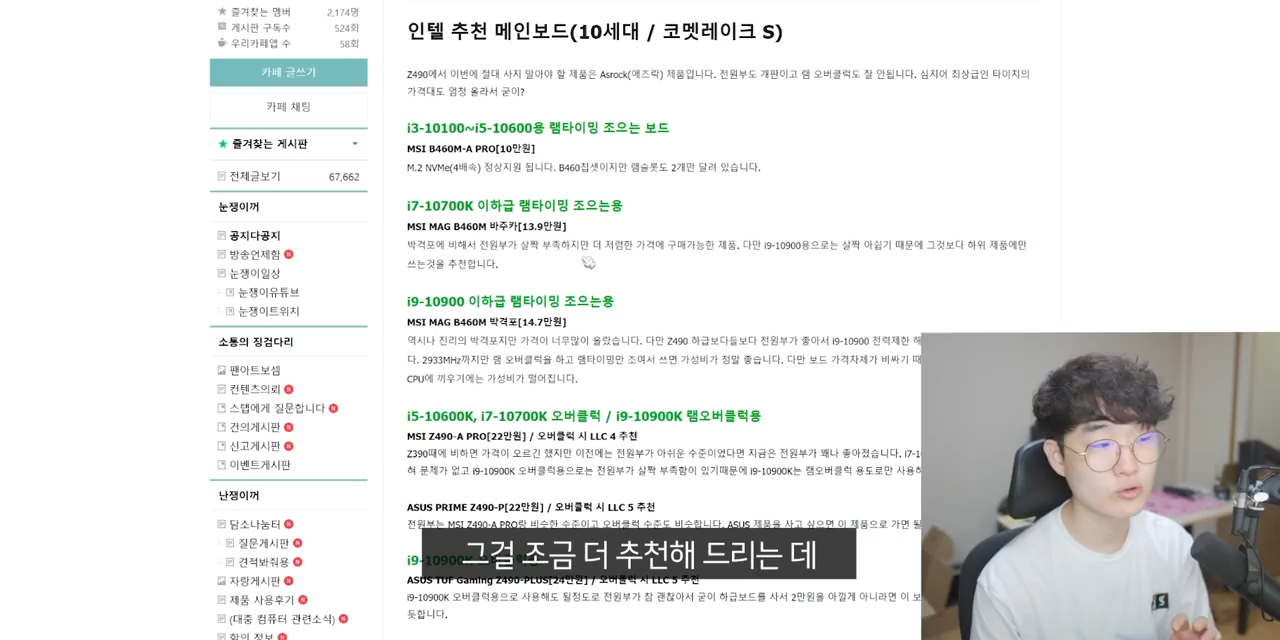 즐겨찾는 멤버 2,174명
게시판 구독수 524회
우리카페앱 수 58회
카페 글쓰기
카페 채팅
즐겨찾는 게시판
전체글보기 67,662
눈쟁이꺼
공지다공지
방송언제함 N
눈쟁이일상
눈쟁이유튜브
눈쟁이트위치
소통의 징검다리
팬아트보셈
컨텐츠의뢰 N
스탭에게 질문합니다 N
건의게시판 N
신고게시판 N
이벤트게시판
난쟁이꺼
담소나눔터 N
질문게시판 N
견적봐줘용 N
자랑게시판 N
제품 사용후기 N
(대충 컴퓨터 관련소식) N
할인 정보 N
인텔 추천 메인보드(10세대 / 코멧레이크 S)
Z490에서 이번에 절대 사지 말아야 할 제품은 Asrock(애즈락) 제품입니다. 전원부도 개판이고 램 오버클럭도 잘 안됩니다. 심지어 최상급인 타이치의
가격대도 엄청 올라서 굳이?
i3-10100~i5-10600용 램타이밍 조으는 보드
MSI B460M-A PRO[10만원]
M.2 NVMe(4배속) 정상지원 됩니다. B460칩셋이지만 램슬롯도 2개만 달려 있습니다.
i7-10700K 이하급 램타이밍 조으는용
MSI MAG B460M 바주카[13.9만원]
박격포에 비해서 전원부가 살짝 부족하지만 더 저렴한 가격에 구매가능한 제품. 다만 i9-10900용으로는 살짝 아쉽기 때문에 그것보다 하위 제품에만
쓰는것을 추천합니다.
i9-10900 이하급 램타이밍 조으는용
MSI MAG B460M 박격포[14.7만원]
역시나 진리의 박격포지만 가격이 너무많이 올랐습니다. 다만 Z490 하급보다들보다 전원부가 좋아서 i9-10900 전력제한 해
다. 2933MHz까지만 램 오버클럭을 하고 램타이밍만 조여서 쓰면 가성비가 정말 좋습니다. 다만 보드 가격자체가 비싸기 때
CPU에 끼우기에는 가성비가 떨어집니다.
i5-10600K, i7-10700K 오버클럭 / i9-10900K 램오버클럭용
MSI Z490-A PRO[22만원] / 오버클럭 시 LLC 4 추천
Z390때에 비하면 가격이 오르긴 했지만 이전에는 전원부가 아쉬운 수준이었다면 지금은 전원부가 꽤나 좋아졌습니다. i7-10
혀 문제가 없고 i9-10900K 오버클럭용으로는 전원부가 살짝 부족함이 있기때문에 i9-10900K는 램오버클럭 용도로만 사용하
ASUS PRIME Z490-P[22만원] / 오버클럭 시 LLC 5 추천
전원부는 MSI Z490-A PRO랑 비슷한 수준이고 오버클럭 수준도 비슷합니다. ASUS 제품을 사고 싶으면 이 제품으로 가면 될
그걸 조금 더 추천해 드리는 데
i9-10900K
ASUS TUF Gaming Z490-PLUS[24만원] / 오버클럭 시 LLC 5 추천
i9-10900K 오버클럭용으로 사용해도 될정도로 전원부가 참 괜찮아서 굳이 하급보드를 사서 2만원을 아낄게 아니라면 이 보
듯합니다.